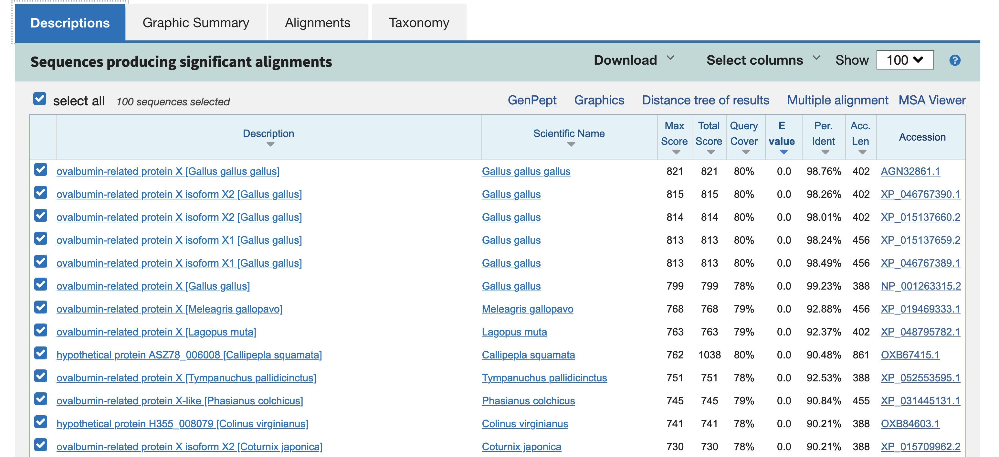 Descriptions Graphic Summary Alignments Taxonomy
Sequences producing significant alignments Download Select columns Show 100 ?
select all 100 sequences selected GenPept Graphics Distance tree of results Multiple alignment MSA Viewer
Description Scientific Name Max Score Total Score Query Cover E value Per. Ident Acc. Len Accession
ovalbumin-related protein X [Gallus gallus gallus] Gallus gallus gallus 821 821 80% 0.0 98.76% 402 AGN32861.1
ovalbumin-related protein X isoform X2 [Gallus gallus] Gallus gallus 815 815 80% 0.0 98.26% 402 XP_046767390.1
ovalbumin-related protein X isoform X2 [Gallus gallus] Gallus gallus 814 814 80% 0.0 98.01% 402 XP_015137660.2
ovalbumin-related protein X isoform X1 [Gallus gallus] Gallus gallus 813 813 80% 0.0 98.24% 456 XP_015137659.2
ovalbumin-related protein X isoform X1 [Gallus gallus] Gallus gallus 813 813 80% 0.0 98.49% 456 XP_046767389.1
ovalbumin-related protein X [Gallus gallus] Gallus gallus 799 799 78% 0.0 99.23% 388 NP_001263315.2
ovalbumin-related protein X [Meleagris gallopavo] Meleagris gallopavo 768 768 79% 0.0 92.88% 456 XP_019469333.1
ovalbumin-related protein X [Lagopus muta] Lagopus muta 763 763 79% 0.0 92.37% 402 XP_048795782.1
hypothetical protein ASZ78_006008 [Callipepla squamata] Callipepla squamata 762 1038 80% 0.0 90.48% 861 OXB67415.1
ovalbumin-related protein X [Tympanuchus pallidicinctus] Tympanuchus pallidicinctus 751 751 78% 0.0 92.53% 388 XP_052553595.1
ovalbumin-related protein X-like [Phasianus colchicus] Phasianus colchicus 745 745 79% 0.0 90.84% 455 XP_031445131.1
hypothetical protein H355_008079 [Colinus virginianus] Colinus virginianus 741 741 78% 0.0 90.21% 388 OXB84603.1
ovalbumin-related protein X isoform X2 [Coturnix japonica] Coturnix japonica 730 730 78% 0.0 90.21% 388 XP_015709962.2